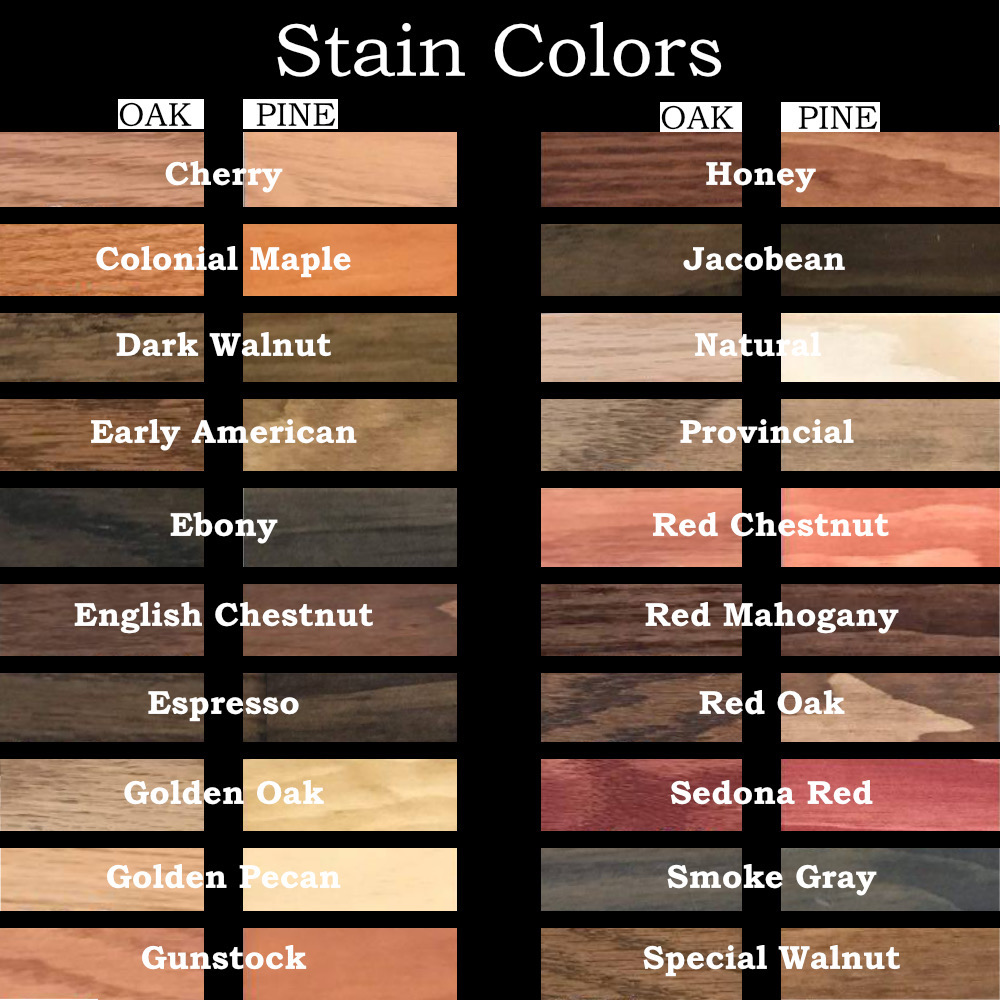 Stain Colors
OAK PINE
Cherry
Colonial Maple
Dark Walnut
Early American
Ebony
English Chestnut
Espresso
Golden Oak
Golden Pecan
Gunstock
OAK PINE
Honey
Jacobean
Natural
Provincial
Red Chestnut
Red Mahogany
Red Oak
Sedona Red
Smoke Gray
Special Walnut